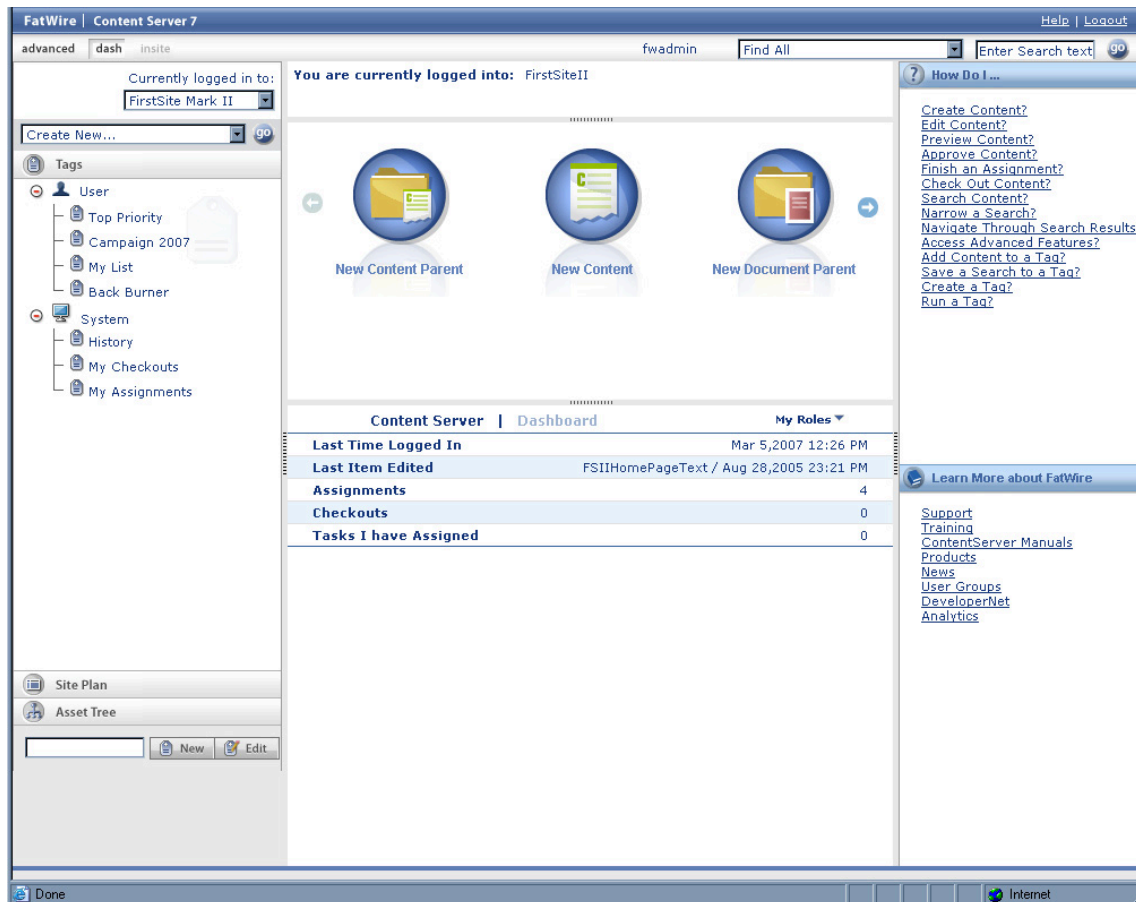 FatWire | Content Server 7
Help | Logout
advanced dash insite
fwadmin
Find All
Enter Search text
go
Currently logged in to:
FirstSite Mark II
Create New...
go
Tags
User
Top Priority
Campaign 2007
My List
Back Burner
System
History
My Checkouts
My Assignments
Site Plan
Asset Tree
New
Edit
You are currently logged into: FirstSiteII
New Content Parent
New Content
New Document Parent
Content Server | Dashboard
My Roles
Last Time Logged In Mar 5,2007 12:26 PM
Last Item Edited FSIIHomePageText / Aug 28,2005 23:21 PM
Assignments 4
Checkouts 0
Tasks I have Assigned 0
How Do I ...
Create Content?
Edit Content?
Preview Content?
Approve Content?
Finish an Assignment?
Check Out Content?
Search Content?
Narrow a Search?
Navigate Through Search Results
Access Advanced Features?
Add Content to a Tag?
Save a Search to a Tag?
Create a Tag?
Run a Tag?
Learn More about FatWire
Support
Training
ContentServer Manuals
Products
News
User Groups
DeveloperNet
Analytics
Done
Internet